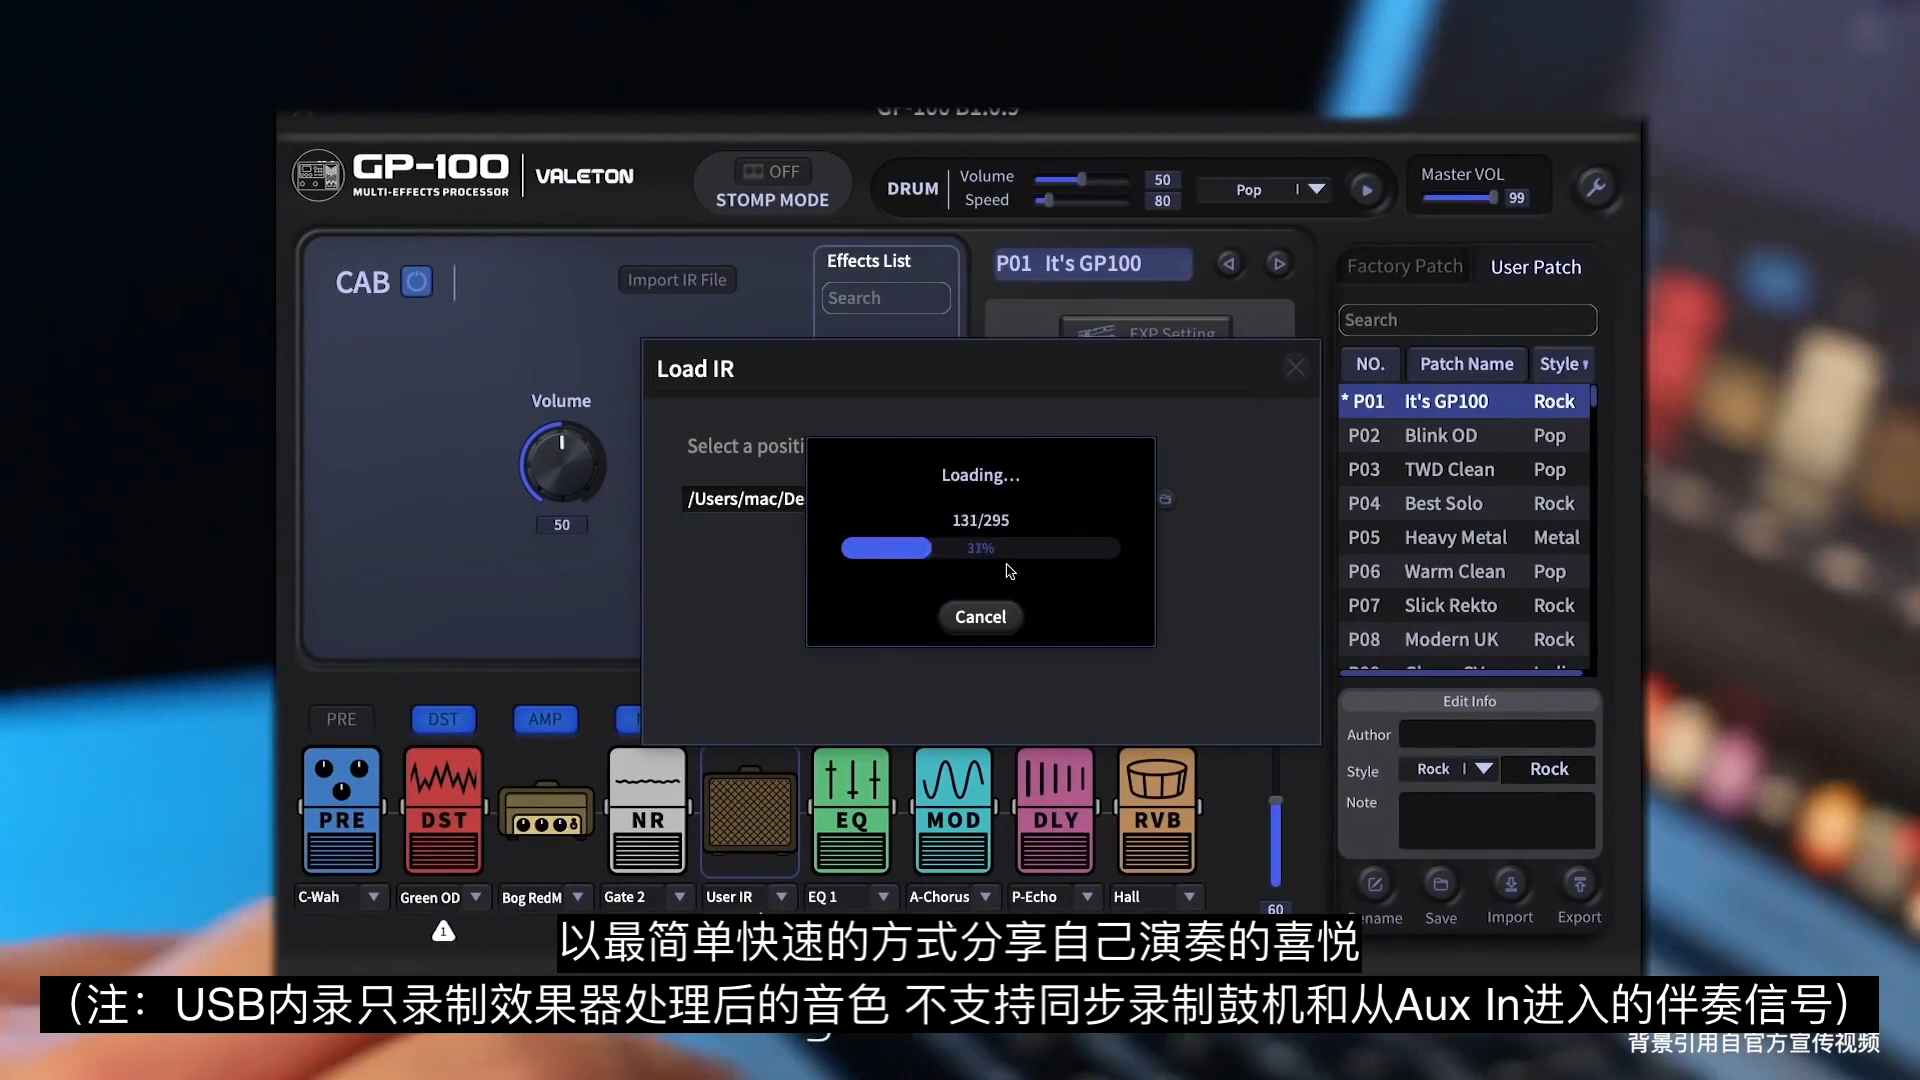 GP-100 B1.0.9
GP-100
MULTI-EFFECTS PROCESSOR
VALETON
OFF
STOMP MODE
DRUM
Volume
50
Speed
80
Pop
Master VOL
99
CAB
Import IR File
Effects List
Search
P01 It's GP100
EXP Setting
Factory Patch
User Patch
Search
NO. Patch Name Style
* P01 It's GP100 Rock
P02 Blink OD Pop
P03 TWD Clean Pop
P04 Best Solo Rock
P05 Heavy Metal Metal
P06 Warm Clean Pop
P07 Slick Rekto Rock
P08 Modern UK Rock
Volume
50
Load IR
Select a positi
/Users/mac/De
Loading...
131/295
Cancel
Edit Info
Author
Style
Rock
Rock
Note
PRE
DST
AMP
PRE
DST
NR
EQ
MOD
DLY
RVB
C-Wah
Green OD
Bog RedM
Gate 2
User IR
EQ 1
A-Chorus
P-Echo
Hall
60
ename
Save
Import
Export
1
以最简单快速的方式分享自己演奏的喜悦
（注：USB内录只录制效果器处理后的音色 不支持同步录制鼓机和从Aux In进入的伴奏信号）
背景引用自官方宣传视频